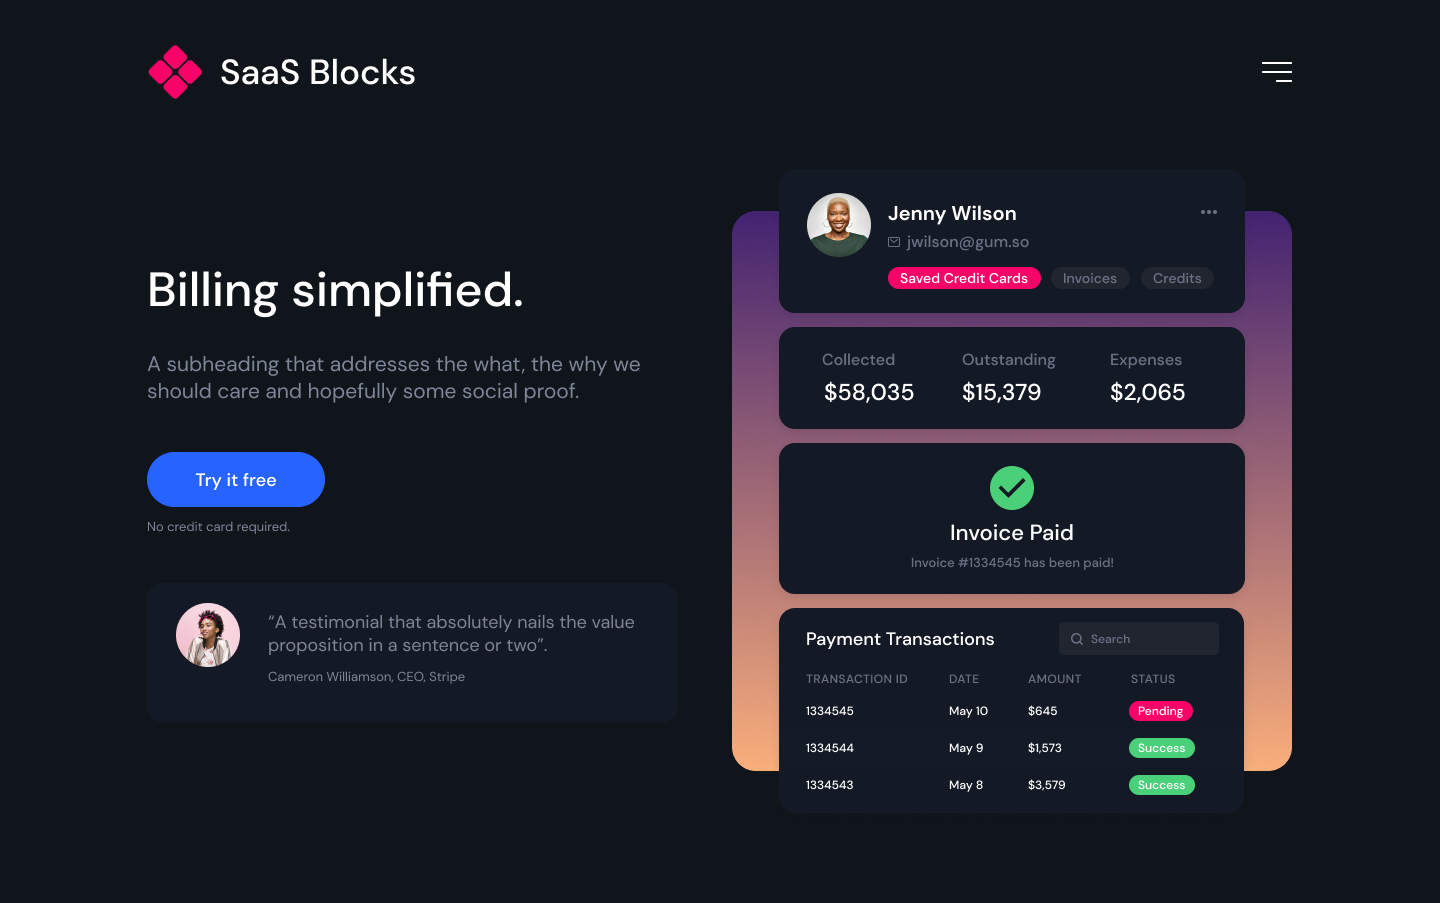 SaaS Blocks
Billing simplified.
A subheading that addresses the what, the why we
should care and hopefully some social proof.
Try it free
No credit card required.
“A testimonial that absolutely nails the value
proposition in a sentence or two”.
Cameron Williamson, CEO, Stripe
Jenny Wilson
jwilson@gum.so
Saved Credit Cards Invoices Credits
Collected Outstanding Expenses
$58,035 $15,379 $2,065
Invoice Paid
Invoice #1334545 has been paid!
Payment Transactions Search
TRANSACTION ID DATE AMOUNT STATUS
1334545 May 10 $645 Pending
1334544 May 9 $1,573 Success
1334543 May 8 $3,579 Success